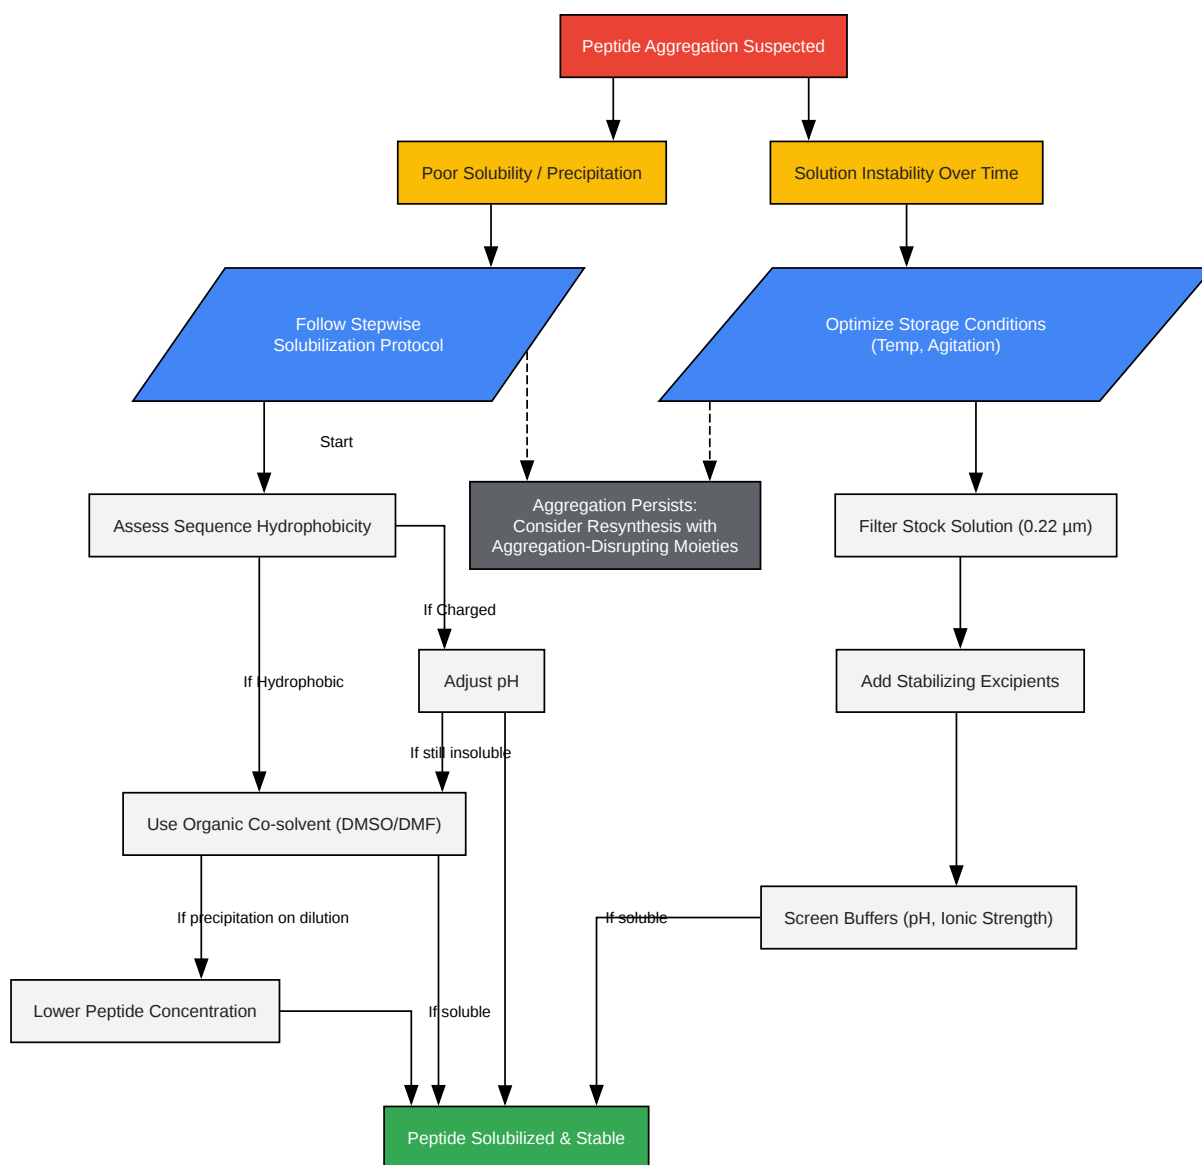 Peptide Aggregation Suspected
Poor Solubility / Precipitation
Solution Instability Over Time
Follow Stepwise
Solubilization Protocol
Optimize Storage Conditions
(Temp, Agitation)
Start
Aggregation Persists:
Consider Resynthesis with
Aggregation-Disrupting Moieties
Assess Sequence Hydrophobicity
Filter Stock Solution (0.22 µm)
If Charged
If Hydrophobic
Adjust pH
Add Stabilizing Excipients
If still insoluble
Use Organic Co-solvent (DMSO/DMF)
If precipitation on dilution
If soluble
Screen Buffers (pH, Ionic Strength)
Lower Peptide Concentration
If soluble
Peptide Solubilized & Stable